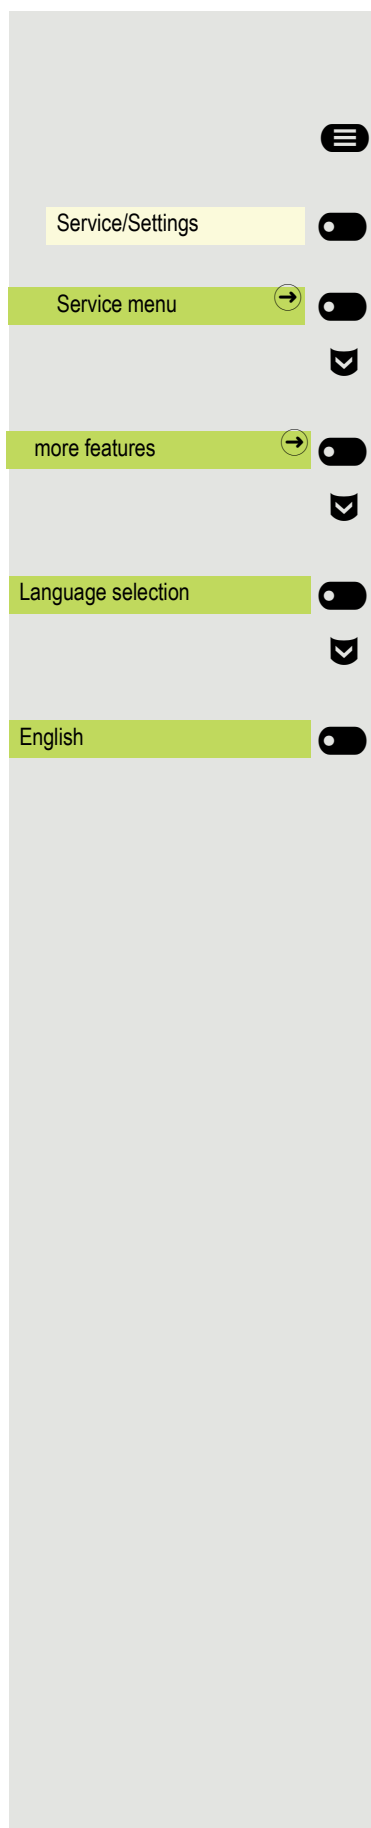 Service/Settings
Service menu
more features
Language selection
English